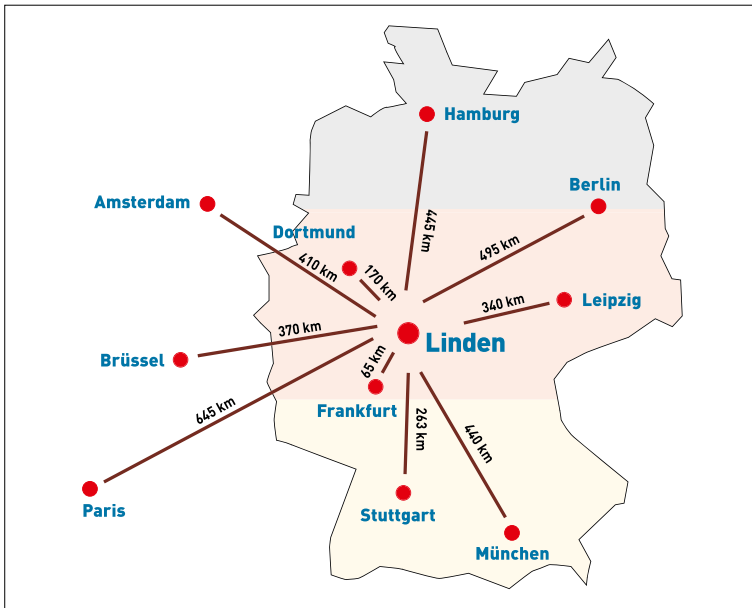 Hamburg
Berlin
Amsterdam
445 km
Dortmund
495 km
410 km
170 km
340 km
Leipzig
370 km
Linden
Brüssel
65 km
645 km
Frankfurt
263 km
440 km
Paris
Stuttgart
München